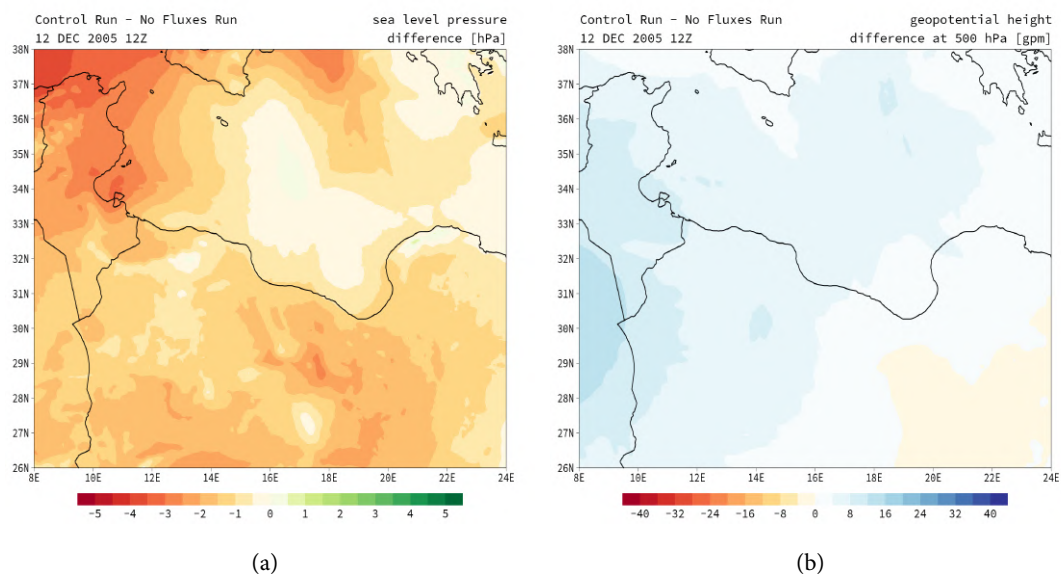 Control Run - No Fluxes Run sea level pressure
12 DEC 2005 12Z difference [hPa]
38N
37N
36N
35N
34N
33N
32N
31N
30N
29N
28N
27N
26N
8E 10E 12E 14E 16E 18E 20E 22E 24E
-5 -4 -3 -2 -1 0 1 2 3 4 5
(a)
Control Run - No Fluxes Run geopotential height
12 DEC 2005 12Z difference at 500 hPa [gpm]
38N
37N
36N
35N
34N
33N
32N
31N
30N
29N
28N
27N
26N
8E 10E 12E 14E 16E 18E 20E 22E 24E
-40 -32 -24 -16 -8 0 8 16 24 32 40
(b)